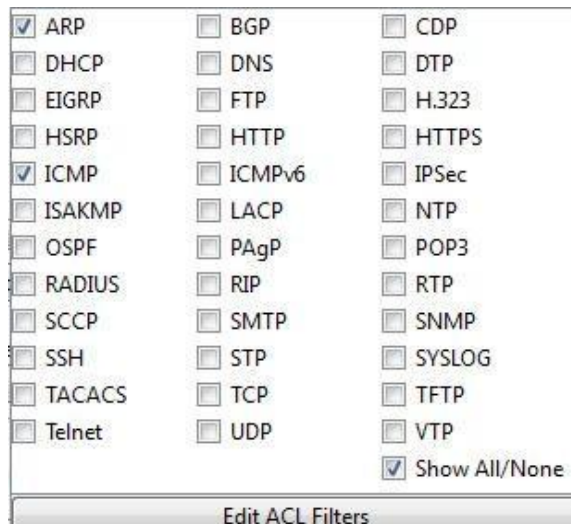 ARP BGP CDP
DHCP DNS DTP
EIGRP FTP H.323
HSRP HTTP HTTPS
ICMP ICMPv6 IPSec
ISAKMP LACP NTP
OSPF PAgP POP3
RADIUS RIP RTP
SCCP SMTP SNMP
SSH STP SYSLOG
TACACS TCP TFTP
Telnet UDP VTP
Show All/None
Edit ACL Filters